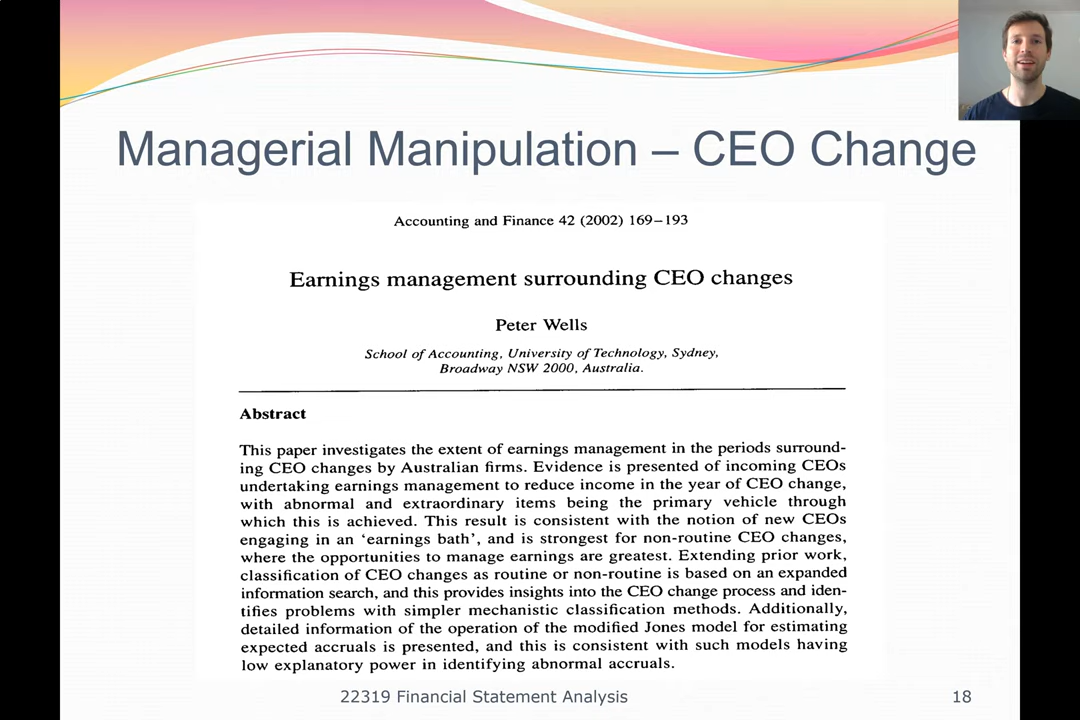 Managerial Manipulation – CEO Change
Accounting and Finance 42 (2002) 169–193
Earnings management surrounding CEO changes
Peter Wells
School of Accounting, University of Technology, Sydney,
Broadway NSW 2000, Australia.
Abstract
This paper investigates the extent of earnings management in the periods surround-
ing CEO changes by Australian firms. Evidence is presented of incoming CEOs
undertaking earnings management to reduce income in the year of CEO change,
with abnormal and extraordinary items being the primary vehicle through
which this is achieved. This result is consistent with the notion of new CEOs
engaging in an ‘earnings bath’, and is strongest for non-routine CEO changes,
where the opportunities to manage earnings are greatest. Extending prior work,
classification of CEO changes as routine or non-routine is based on an expanded
information search, and this provides insights into the CEO change process and iden-
tifies problems with simpler mechanistic classification methods. Additionally,
detailed information of the operation of the modified Jones model for estimating
expected accruals is presented, and this is consistent with such models having
low explanatory power in identifying abnormal accruals.
22319 Financial Statement Analysis
18